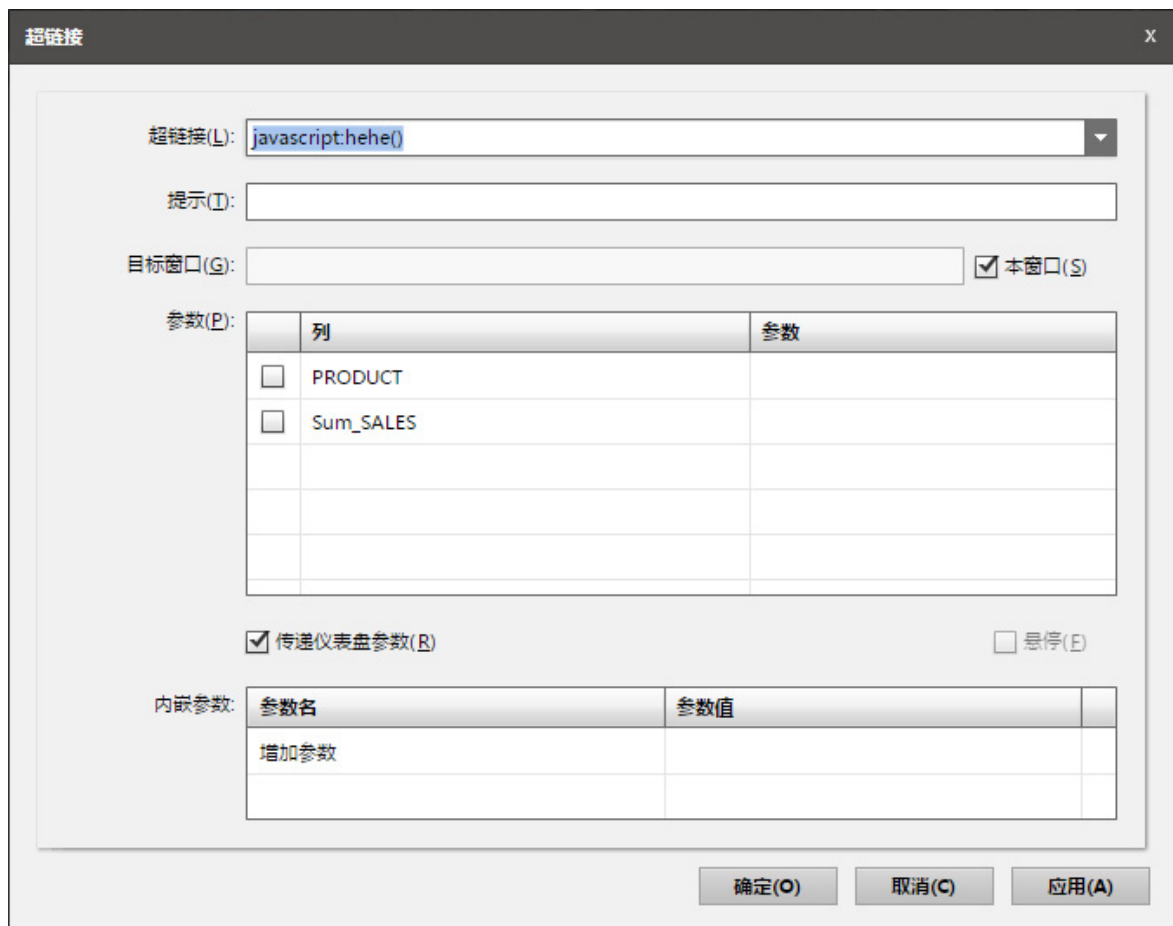 超链接 x
超链接(L): javascript:hehe()
提示(T):
目标窗口(G): 本窗口(S)
参数(P): 列 参数
PRODUCT
Sum_SALES
传递仪表盘参数(R) 悬停(F)
内嵌参数: 参数名 参数值
增加参数
确定(O) 取消(C) 应用(A)